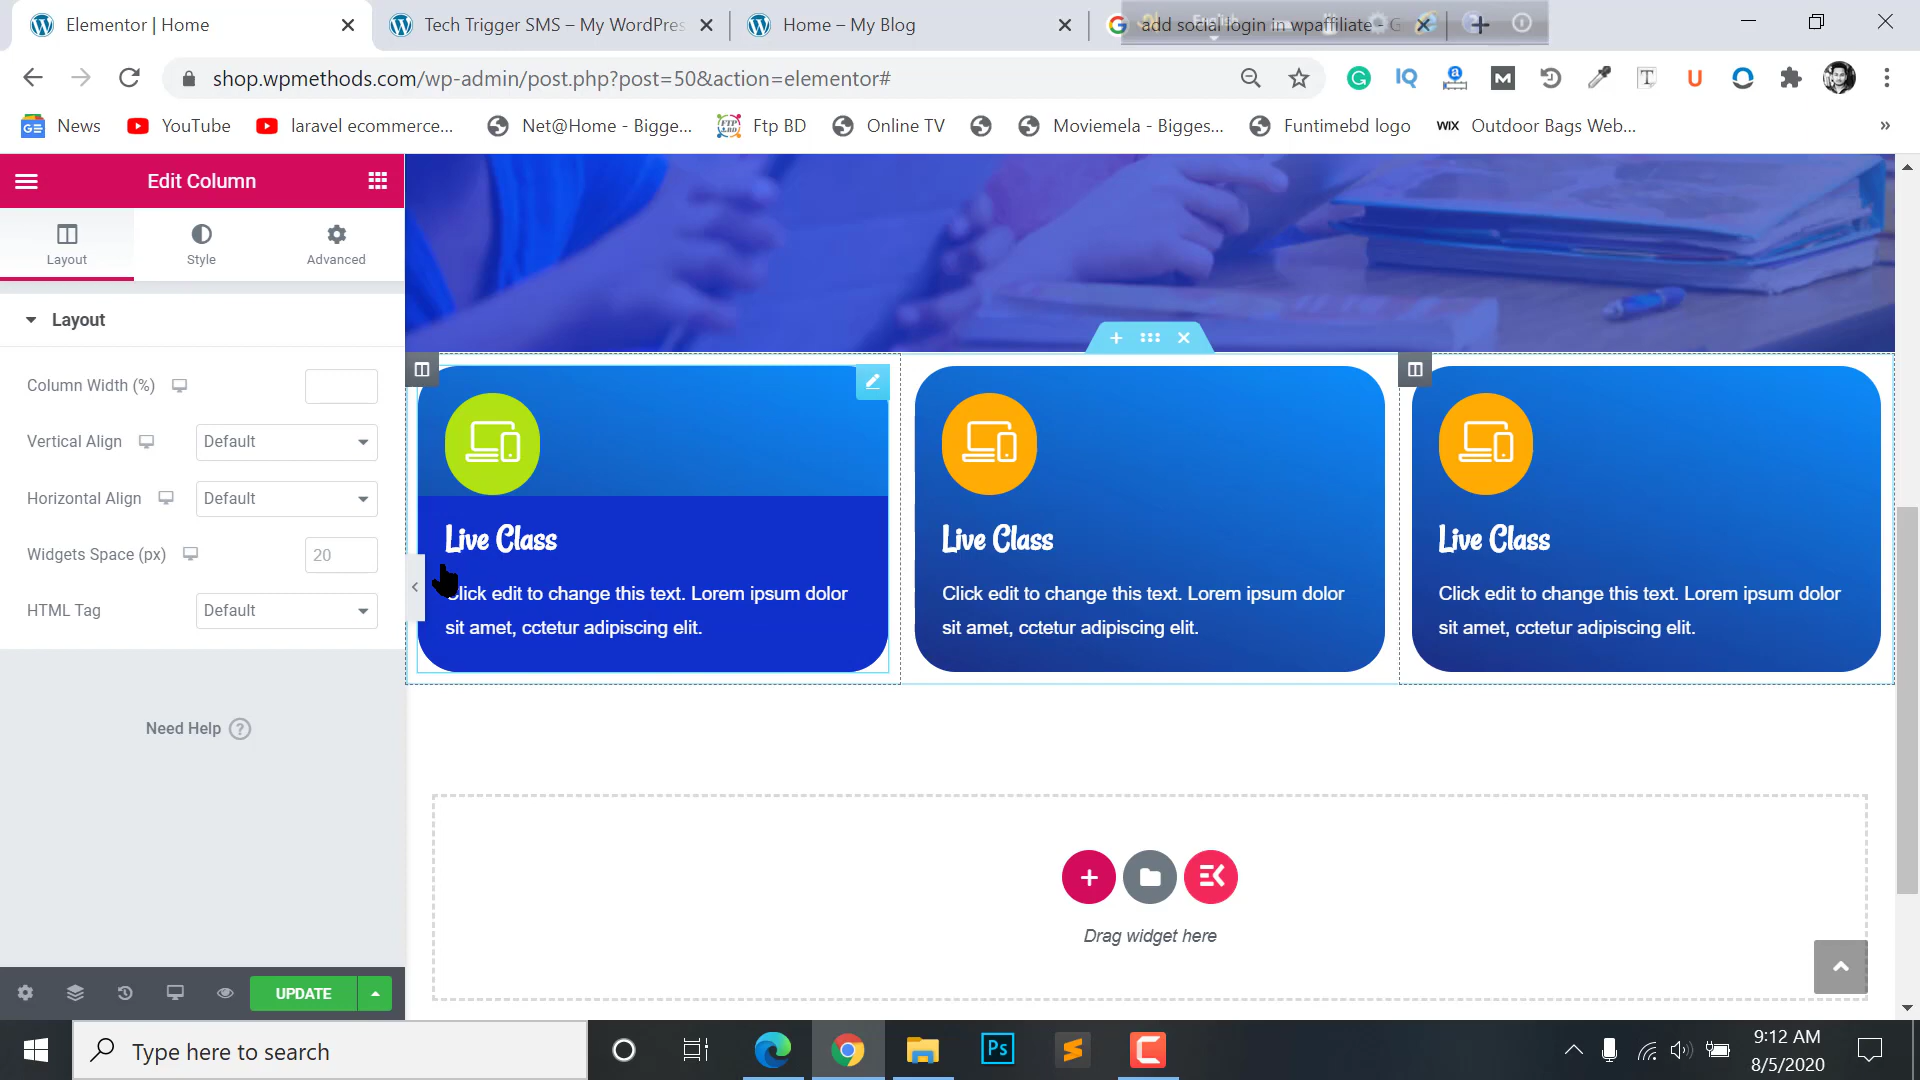 Elementor | Home
Tech Trigger SMS – My WordPres
Home – My Blog
add social login in wpaffiliate - G
shop.wpmethods.com/wp-admin/post.php?post=50&action=elementor#
News
YouTube
laravel ecommerce...
Net@Home - Bigge...
Ftp BD
Online TV
Moviemela - Bigges...
Funtimebd logo
WIX
Outdoor Bags Web...
»
Edit Column
Layout
Style
Advanced
Layout
Column Width (%)
Vertical Align
Default
Horizontal Align
Default
Widgets Space (px)
20
HTML Tag
Default
Need Help
UPDATE
Live Class
Click edit to change this text. Lorem ipsum dolor
sit amet, cctetur adipiscing elit.
Live Class
Click edit to change this text. Lorem ipsum dolor
sit amet, cctetur adipiscing elit.
Live Class
Click edit to change this text. Lorem ipsum dolor
sit amet, cctetur adipiscing elit.
Drag widget here
Type here to search
Ps
9:12 AM
8/5/2020